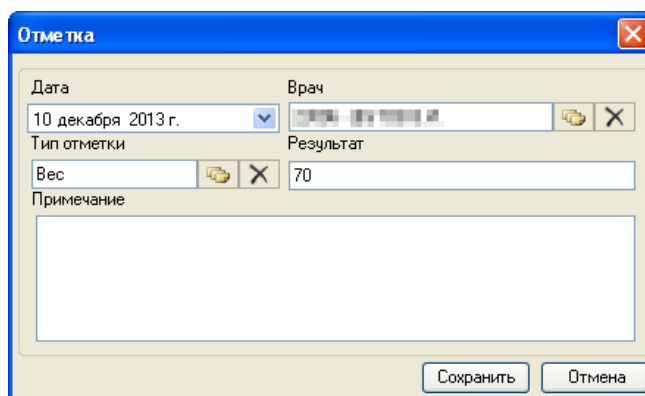 Отметка
Дата Врач
10 декабря 2013 г.
Тип отметки Результат
Вес 70
Примечание
Сохранить Отмена